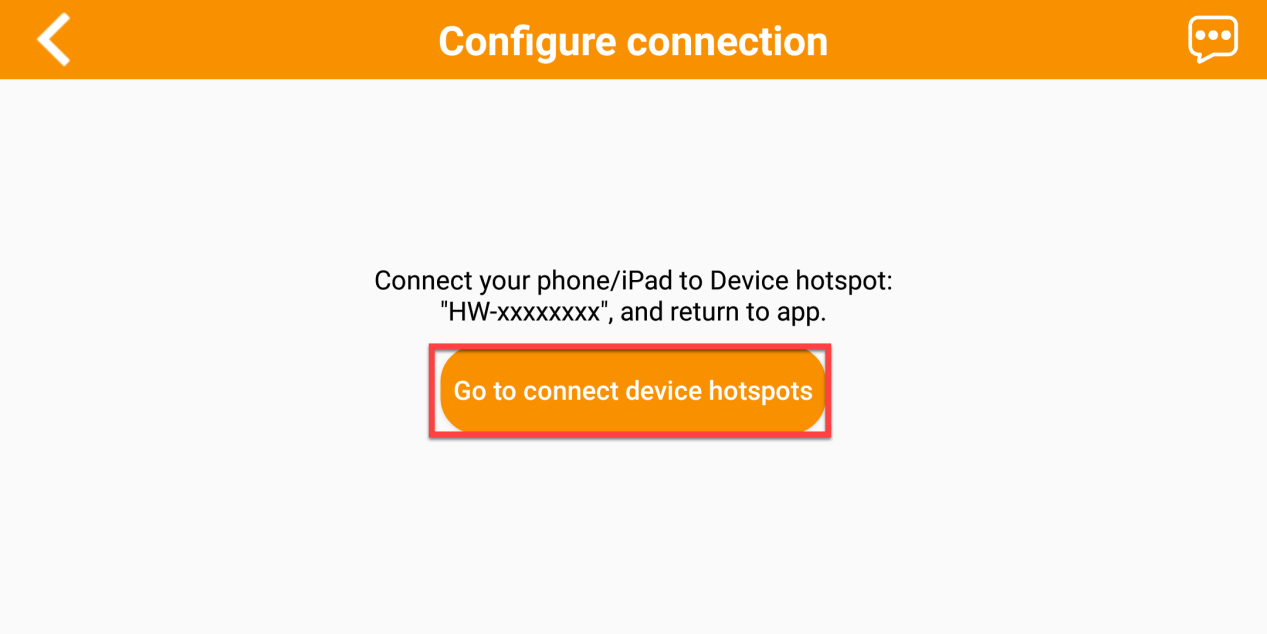 Configure connection
Connect your phone/iPad to Device hotspot:
"HW-xxxxxxxx", and return to app.
Go to connect device hotspots